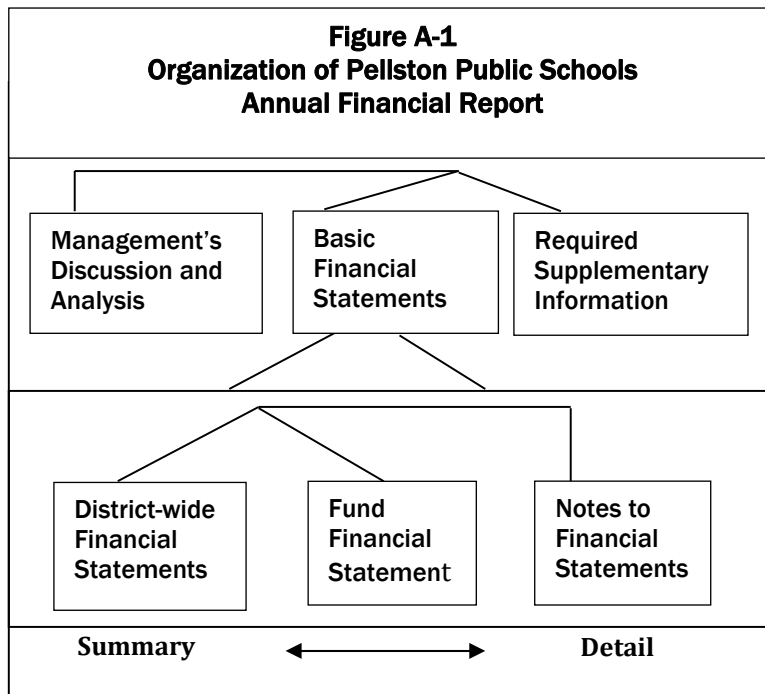 Figure A-1
Organization of Pellston Public Schools
Annual Financial Report
Management’s
Discussion and
Analysis
Basic
Financial
Statements
Required
Supplementary
Information
District-wide
Financial
Statements
Fund
Financial
Statement
Notes to
Financial
Statements
Summary
Detail